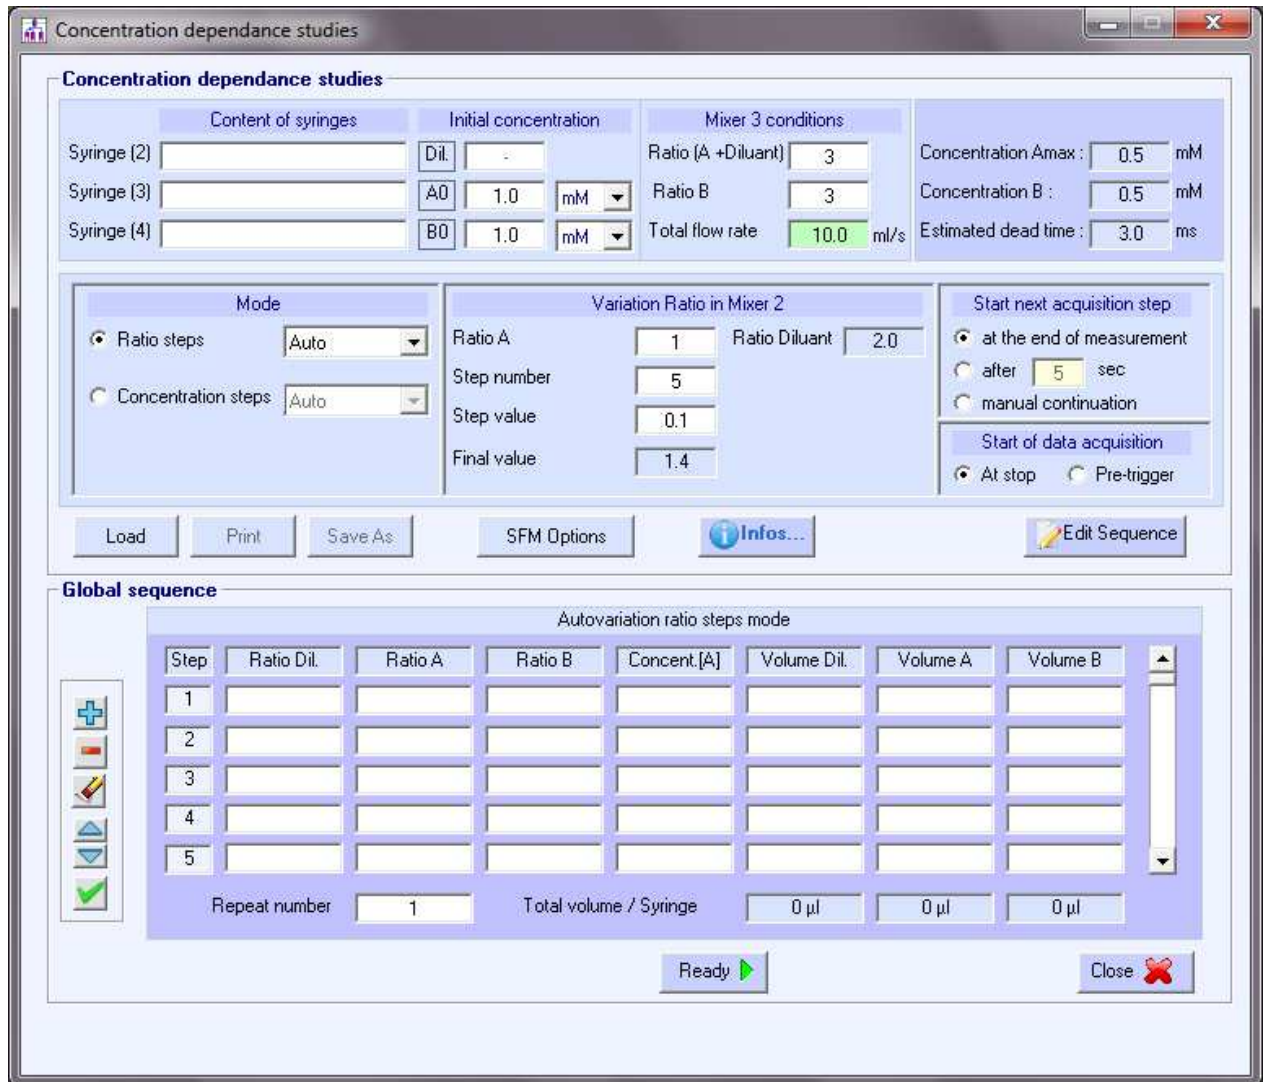 Concentration dependance studies
Concentration dependance studies
Content of syringes Initial concentration Mixer 3 conditions
Syringe (2) Dil. - Ratio (A +Diluant) 3 Concentration Amax : 0.5 mM
Syringe (3) A0 1.0 mM Ratio B 3 Concentration B : 0.5 mM
Syringe (4) B0 1.0 mM Total flow rate 10.0 ml/s Estimated dead time : 3.0 ms
Mode Variation Ratio in Mixer 2 Start next acquisition step
Ratio steps Auto Ratio A 1 Ratio Diluant 2.0 at the end of measurement
Step number 5 after 5 sec
Concentration steps Auto Step value 0.1 manual continuation
Start of data acquisition
Final value 1.4 At stop Pre-trigger
Load Print Save As SFM Options Infos... Edit Sequence
Global sequence
Autovariation ratio steps mode
Step Ratio Dil. Ratio A Ratio B Concent.[A] Volume Dil. Volume A Volume B
1
2
3
4
5
Repeat number 1 Total volume / Syringe 0 µl 0 µl 0 µl
Ready Close